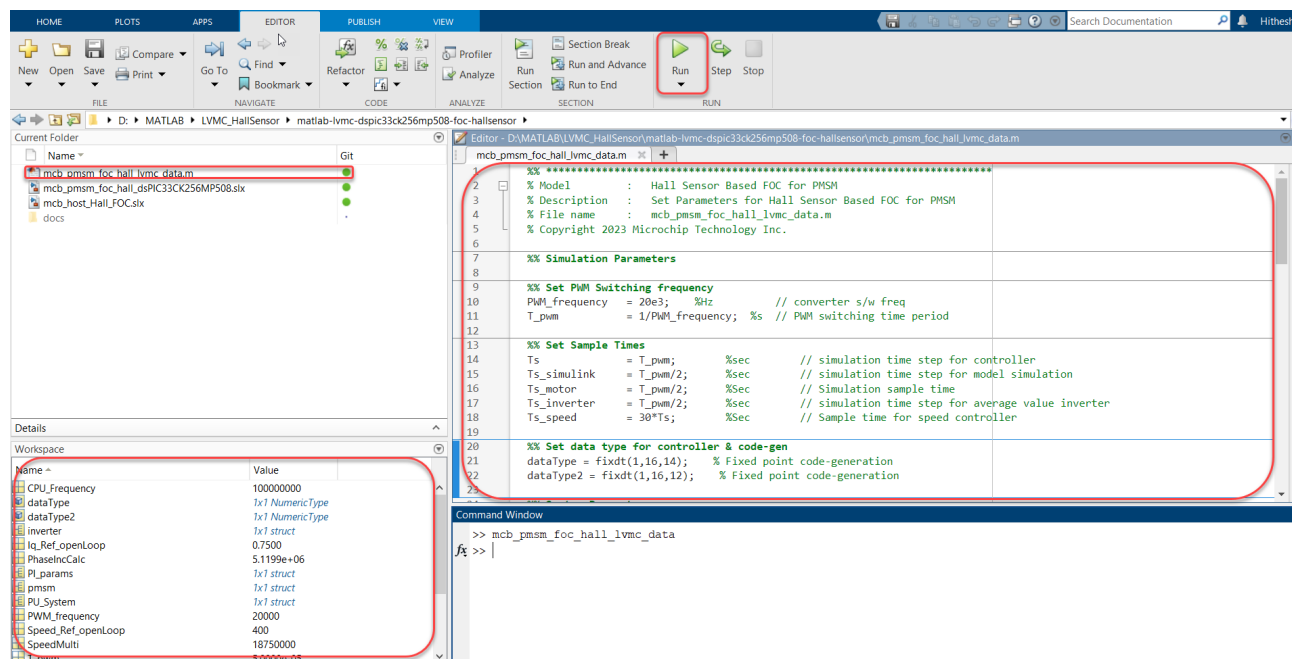 HOME PLOTS APPS EDITOR PUBLISH VIEW Search Documentation Hithesh
New Open Save Compare Print Go To Find Bookmark Refactor Profiler Analyze Run Section Section Break Run and Advance Run to End Run Step Stop
FILE NAVIGATE CODE ANALYZE SECTION RUN
D: MATLAB LVMC_HallSensor matlab-lvmc-dspic33ck256mp508-foc-hallsensor
Current Folder
Name Git
mcb_pmsm_foc_hall_lvmc_data.m
mcb_pmsm_foc_hall_dsPIC33CK256MP508.slx
mcb_host_Hall_FOC.slx
docs
Details
Workspace
Name Value
CPU_Frequency 100000000
dataType 1x1 NumericType
dataType2 1x1 NumericType
inverter 1x1 struct
Iq_Ref_openLoop 0.7500
PhaseIncCalc 5.1199e+06
PI_params 1x1 struct
pmsm 1x1 struct
PU_System 1x1 struct
PWM_frequency 20000
Speed_Ref_openLoop 400
SpeedMulti 18750000
T_pwm 5.0000e-05
Editor - D:\MATLAB\LVMC_HallSensor\matlab-lvmc-dspic33ck256mp508-foc-hallsensor\mcb_pmsm_foc_hall_lvmc_data.m
mcb_pmsm_foc_hall_lvmc_data.m
1 %% ************************************************************************
2 % Model : Hall Sensor Based FOC for PMSM
3 % Description : Set Parameters for Hall Sensor Based FOC for PMSM
4 % File name : mcb_pmsm_foc_hall_lvmc_data.m
5 % Copyright 2023 Microchip Technology Inc.
6
7 %% Simulation Parameters
8
9 %% Set PWM Switching frequency
10 PWM_frequency = 20e3; %Hz // converter s/w freq
11 T_pwm = 1/PWM_frequency; %s // PWM switching time period
12
13 %% Set Sample Times
14 Ts = T_pwm; %sec // simulation time step for controller
15 Ts_simulink = T_pwm/2; %sec // simulation time step for model simulation
16 Ts_motor = T_pwm/2; %Sec // Simulation sample time
17 Ts_inverter = T_pwm/2; %sec // simulation time step for average value inverter
18 Ts_speed = 30*Ts; %Sec // Sample time for speed controller
19
20 %% Set data type for controller & code-gen
21 dataType = fixdt(1,16,14); % Fixed point code-generation
22 dataType2 = fixdt(1,16,12); % Fixed point code-generation
23
Command Window
>> mcb_pmsm_foc_hall_lvmc_data
fx >>